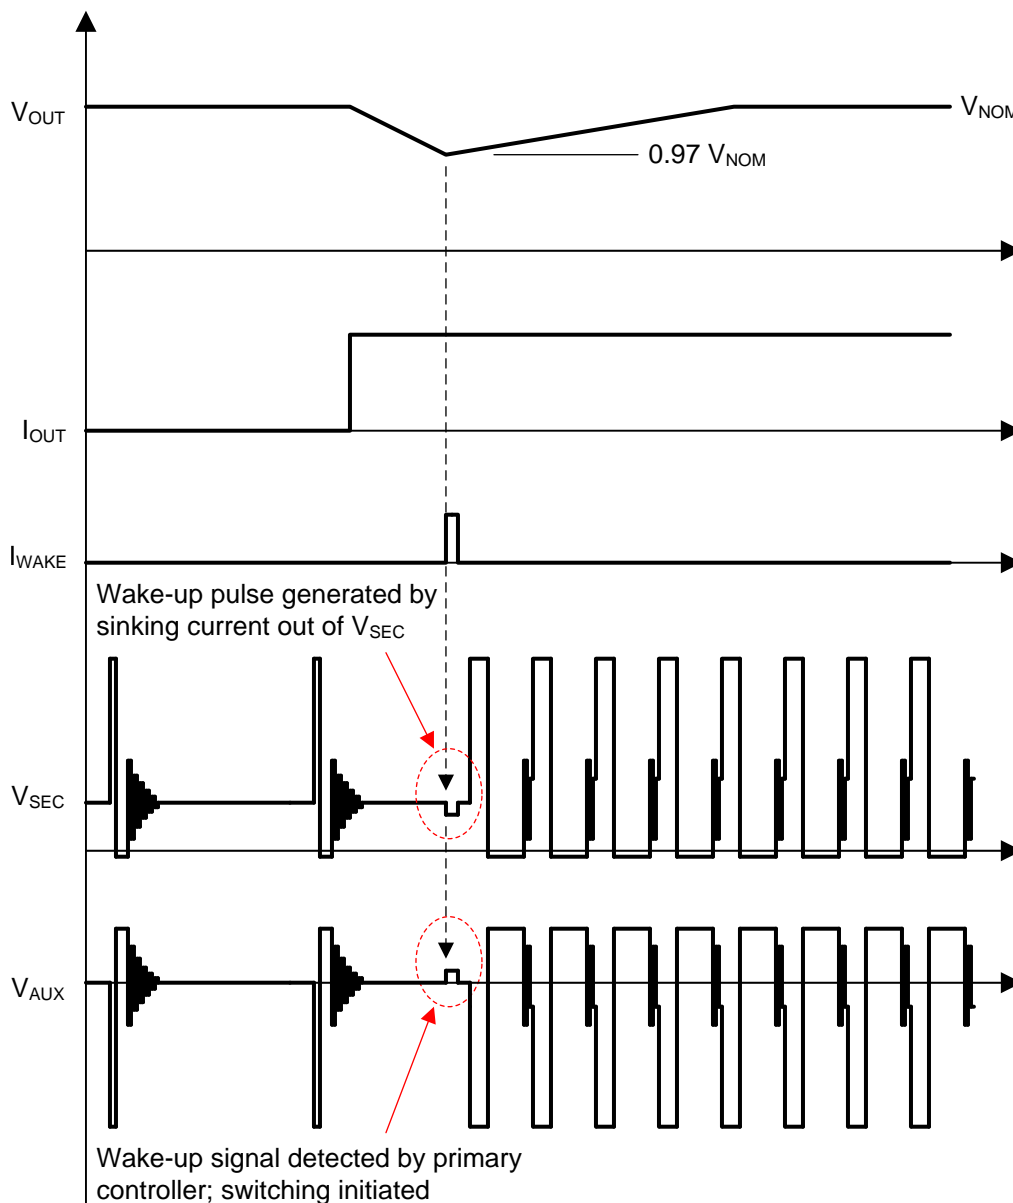 VOUT
VNOM
0.97 VNOM
IOUT
IWAKE
Wake-up pulse generated by
sinking current out of VSEC
VSEC
VAUX
Wake-up signal detected by primary
controller; switching initiated